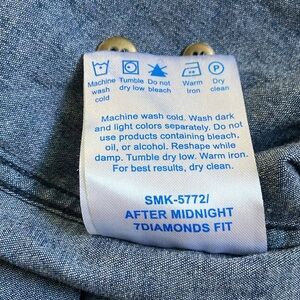 Machine Tumble Do not Warm Dry
wash dry low bleach iron clean
cold
Machine wash cold. Wash dark
and light colors separately. Do not
use products containing bleach,
oil, or alcohol. Reshape while
damp. Tumble dry low. Warm iron.
For best results, dry clean.
SMK-5772/
AFTER MIDNIGHT
7DIAMONDS FIT